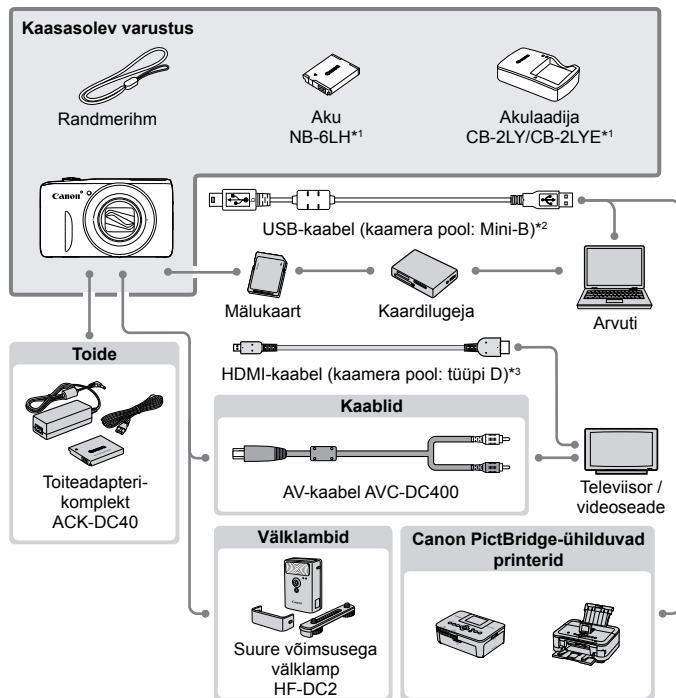 Kaasasolev varustus
Randmerihm
Aku
NB-6LH*1
Akulaadija
CB-2LY/CB-2LYE*1
Canon
USB-kaabel (kaamera pool: Mini-B)*2
Mälukaart
Kaardilugeja
Arvuti
HDMI-kaabel (kaamera pool: tüüpi D)*3
Toide
Toiteadapteri-
komplekt
ACK-DC40
Kaablid
AV-kaabel AVC-DC400
Televiisor /
videoseade
Välklambid
Suure võimsusega
välklamp
HF-DC2
Canon PictBridge-ühilduvad
printerid